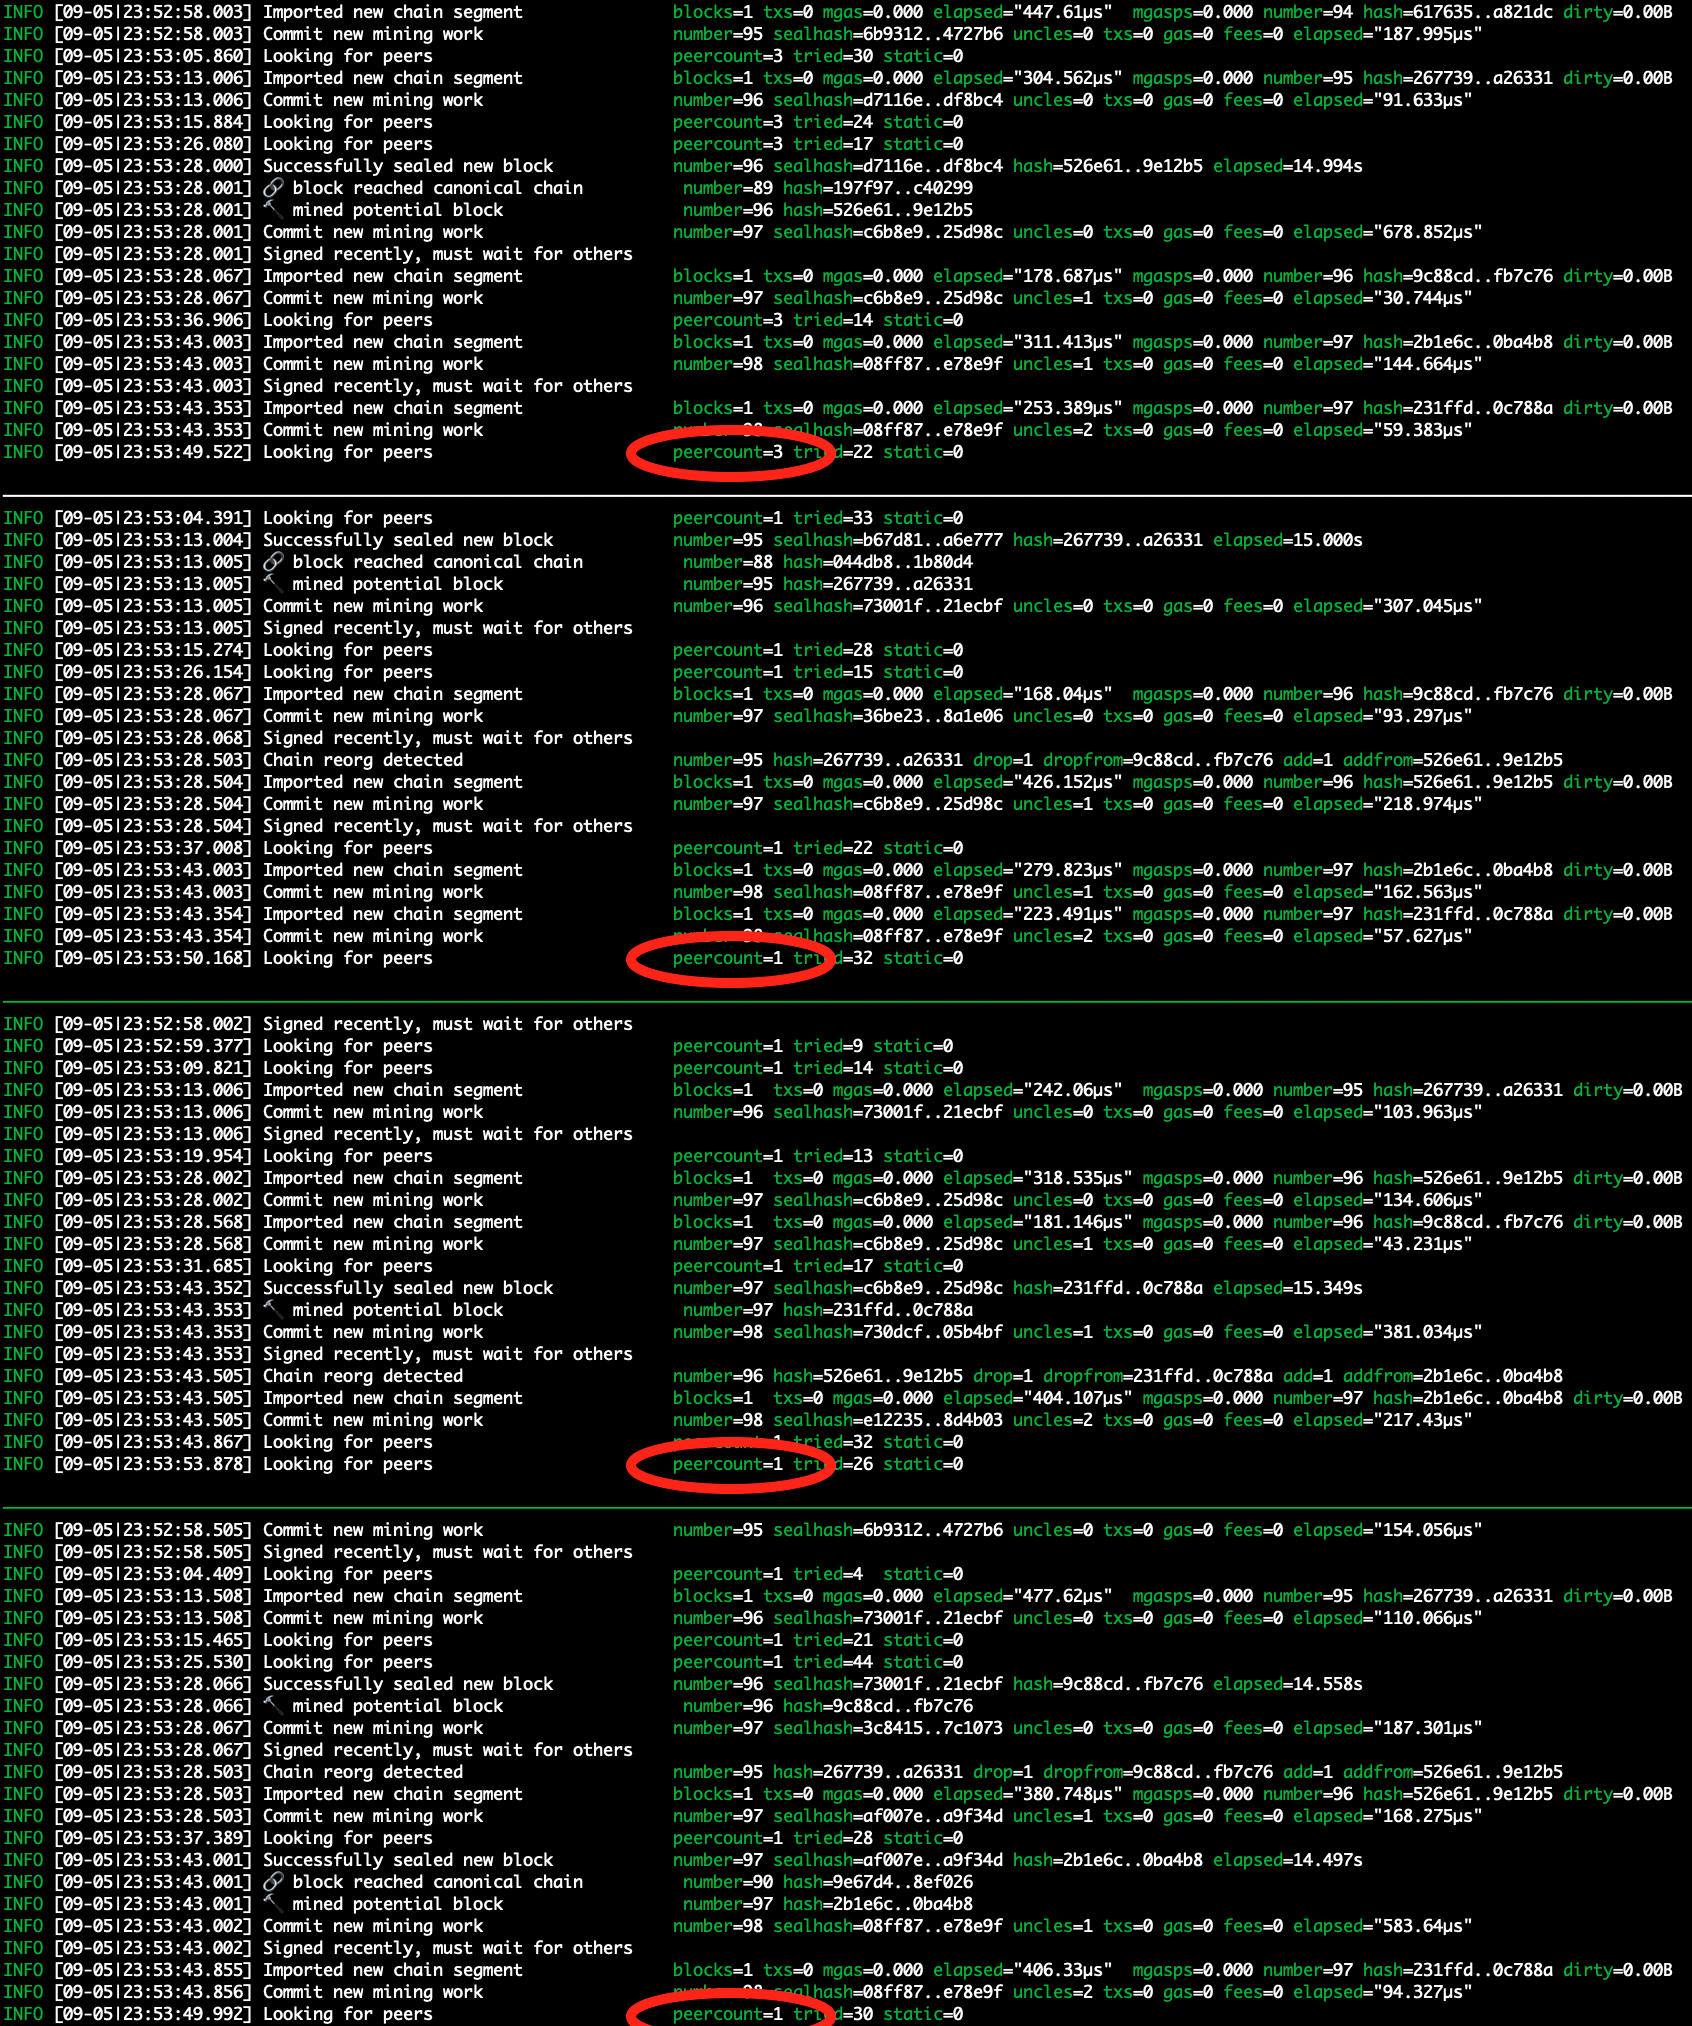 INFO [09-05|23:52:58.003] Imported new chain segment blocks=1 txs=0 mgas=0.000 elapsed="447.61µs" mgasps=0.000 number=94 hash=617635..a821dc dirty=0.00B
INFO [09-05|23:52:58.003] Commit new mining work number=95 sealhash=6b9312..4727b6 uncles=0 txs=0 gas=0 fees=0 elapsed="187.995µs"
INFO [09-05|23:53:05.860] Looking for peers peercount=3 tried=30 static=0
INFO [09-05|23:53:13.006] Imported new chain segment blocks=1 txs=0 mgas=0.000 elapsed="304.562µs" mgasps=0.000 number=95 hash=267739..a26331 dirty=0.00B
INFO [09-05|23:53:13.006] Commit new mining work number=96 sealhash=d7116e..df8bc4 uncles=0 txs=0 gas=0 fees=0 elapsed="91.633µs"
INFO [09-05|23:53:15.884] Looking for peers peercount=3 tried=24 static=0
INFO [09-05|23:53:26.080] Looking for peers peercount=3 tried=17 static=0
INFO [09-05|23:53:28.000] Successfully sealed new block number=96 sealhash=d7116e..df8bc4 hash=526e61..9e12b5 elapsed=14.994s
INFO [09-05|23:53:28.001] 🔗 block reached canonical chain number=89 hash=197f97..c40299
INFO [09-05|23:53:28.001] 🔨 mined potential block number=96 hash=526e61..9e12b5
INFO [09-05|23:53:28.001] Commit new mining work number=97 sealhash=c6b8e9..25d98c uncles=0 txs=0 gas=0 fees=0 elapsed="678.852µs"
INFO [09-05|23:53:28.001] Signed recently, must wait for others
INFO [09-05|23:53:28.067] Imported new chain segment blocks=1 txs=0 mgas=0.000 elapsed="178.687µs" mgasps=0.000 number=96 hash=9c88cd..fb7c76 dirty=0.00B
INFO [09-05|23:53:28.067] Commit new mining work number=97 sealhash=c6b8e9..25d98c uncles=1 txs=0 gas=0 fees=0 elapsed="30.744µs"
INFO [09-05|23:53:36.906] Looking for peers peercount=3 tried=14 static=0
INFO [09-05|23:53:43.003] Imported new chain segment blocks=1 txs=0 mgas=0.000 elapsed="311.413µs" mgasps=0.000 number=97 hash=2b1e6c..0ba4b8 dirty=0.00B
INFO [09-05|23:53:43.003] Commit new mining work number=98 sealhash=08ff87..e78e9f uncles=1 txs=0 gas=0 fees=0 elapsed="144.664µs"
INFO [09-05|23:53:43.003] Signed recently, must wait for others
INFO [09-05|23:53:43.353] Imported new chain segment blocks=1 txs=0 mgas=0.000 elapsed="253.389µs" mgasps=0.000 number=97 hash=231ffd..0c788a dirty=0.00B
INFO [09-05|23:53:43.353] Commit new mining work number=98 sealhash=08ff87..e78e9f uncles=2 txs=0 gas=0 fees=0 elapsed="59.383µs"
INFO [09-05|23:53:49.522] Looking for peers peercount=3 tried=22 static=0
INFO [09-05|23:53:04.391] Looking for peers peercount=1 tried=33 static=0
INFO [09-05|23:53:13.004] Successfully sealed new block number=95 sealhash=b67d81..a6e777 hash=267739..a26331 elapsed=15.000s
INFO [09-05|23:53:13.005] 🔗 block reached canonical chain number=88 hash=044db8..1b80d4
INFO [09-05|23:53:13.005] 🔨 mined potential block number=95 hash=267739..a26331
INFO [09-05|23:53:13.005] Commit new mining work number=96 sealhash=73001f..21ecbf uncles=0 txs=0 gas=0 fees=0 elapsed="307.045µs"
INFO [09-05|23:53:13.005] Signed recently, must wait for others
INFO [09-05|23:53:15.274] Looking for peers peercount=1 tried=28 static=0
INFO [09-05|23:53:26.154] Looking for peers peercount=1 tried=15 static=0
INFO [09-05|23:53:28.067] Imported new chain segment blocks=1 txs=0 mgas=0.000 elapsed="168.04µs" mgasps=0.000 number=96 hash=9c88cd..fb7c76 dirty=0.00B
INFO [09-05|23:53:28.067] Commit new mining work number=97 sealhash=36be23..8a1e06 uncles=0 txs=0 gas=0 fees=0 elapsed="93.297µs"
INFO [09-05|23:53:28.068] Signed recently, must wait for others
INFO [09-05|23:53:28.503] Chain reorg detected number=95 hash=267739..a26331 drop=1 dropfrom=9c88cd..fb7c76 add=1 addfrom=526e61..9e12b5
INFO [09-05|23:53:28.504] Imported new chain segment blocks=1 txs=0 mgas=0.000 elapsed="426.152µs" mgasps=0.000 number=96 hash=526e61..9e12b5 dirty=0.00B
INFO [09-05|23:53:28.504] Commit new mining work number=97 sealhash=c6b8e9..25d98c uncles=1 txs=0 gas=0 fees=0 elapsed="218.974µs"
INFO [09-05|23:53:28.504] Signed recently, must wait for others
INFO [09-05|23:53:37.008] Looking for peers peercount=1 tried=22 static=0
INFO [09-05|23:53:43.003] Imported new chain segment blocks=1 txs=0 mgas=0.000 elapsed="279.823µs" mgasps=0.000 number=97 hash=2b1e6c..0ba4b8 dirty=0.00B
INFO [09-05|23:53:43.003] Commit new mining work number=98 sealhash=08ff87..e78e9f uncles=1 txs=0 gas=0 fees=0 elapsed="162.563µs"
INFO [09-05|23:53:43.354] Imported new chain segment blocks=1 txs=0 mgas=0.000 elapsed="223.491µs" mgasps=0.000 number=97 hash=231ffd..0c788a dirty=0.00B
INFO [09-05|23:53:43.354] Commit new mining work number=98 sealhash=08ff87..e78e9f uncles=2 txs=0 gas=0 fees=0 elapsed="57.627µs"
INFO [09-05|23:53:50.168] Looking for peers peercount=1 tried=32 static=0
INFO [09-05|23:52:58.002] Signed recently, must wait for others
INFO [09-05|23:52:59.377] Looking for peers peercount=1 tried=9 static=0
INFO [09-05|23:53:09.821] Looking for peers peercount=1 tried=14 static=0
INFO [09-05|23:53:13.006] Imported new chain segment blocks=1 txs=0 mgas=0.000 elapsed="242.06µs" mgasps=0.000 number=95 hash=267739..a26331 dirty=0.00B
INFO [09-05|23:53:13.006] Commit new mining work number=96 sealhash=73001f..21ecbf uncles=0 txs=0 gas=0 fees=0 elapsed="103.963µs"
INFO [09-05|23:53:13.006] Signed recently, must wait for others
INFO [09-05|23:53:19.954] Looking for peers peercount=1 tried=13 static=0
INFO [09-05|23:53:28.002] Imported new chain segment blocks=1 txs=0 mgas=0.000 elapsed="318.535µs" mgasps=0.000 number=96 hash=526e61..9e12b5 dirty=0.00B
INFO [09-05|23:53:28.002] Commit new mining work number=97 sealhash=c6b8e9..25d98c uncles=0 txs=0 gas=0 fees=0 elapsed="134.606µs"
INFO [09-05|23:53:28.568] Imported new chain segment blocks=1 txs=0 mgas=0.000 elapsed="181.146µs" mgasps=0.000 number=96 hash=9c88cd..fb7c76 dirty=0.00B
INFO [09-05|23:53:28.568] Commit new mining work number=97 sealhash=c6b8e9..25d98c uncles=1 txs=0 gas=0 fees=0 elapsed="43.231µs"
INFO [09-05|23:53:31.685] Looking for peers peercount=1 tried=17 static=0
INFO [09-05|23:53:43.352] Successfully sealed new block number=97 sealhash=c6b8e9..25d98c hash=231ffd..0c788a elapsed=15.349s
INFO [09-05|23:53:43.353] 🔨 mined potential block number=97 hash=231ffd..0c788a
INFO [09-05|23:53:43.353] Commit new mining work number=98 sealhash=730dcf..05b4bf uncles=1 txs=0 gas=0 fees=0 elapsed="381.034µs"
INFO [09-05|23:53:43.353] Signed recently, must wait for others
INFO [09-05|23:53:43.505] Chain reorg detected number=96 hash=526e61..9e12b5 drop=1 dropfrom=231ffd..0c788a add=1 addfrom=2b1e6c..0ba4b8
INFO [09-05|23:53:43.505] Imported new chain segment blocks=1 txs=0 mgas=0.000 elapsed="404.107µs" mgasps=0.000 number=97 hash=2b1e6c..0ba4b8 dirty=0.00B
INFO [09-05|23:53:43.505] Commit new mining work number=98 sealhash=e12235..8d4b03 uncles=2 txs=0 gas=0 fees=0 elapsed="217.43µs"
INFO [09-05|23:53:43.867] Looking for peers peercount=1 tried=32 static=0
INFO [09-05|23:53:53.878] Looking for peers peercount=1 tried=26 static=0
INFO [09-05|23:52:58.505] Commit new mining work number=95 sealhash=6b9312..4727b6 uncles=0 txs=0 gas=0 fees=0 elapsed="154.056µs"
INFO [09-05|23:52:58.505] Signed recently, must wait for others
INFO [09-05|23:53:04.409] Looking for peers peercount=1 tried=4 static=0
INFO [09-05|23:53:13.508] Imported new chain segment blocks=1 txs=0 mgas=0.000 elapsed="477.62µs" mgasps=0.000 number=95 hash=267739..a26331 dirty=0.00B
INFO [09-05|23:53:13.508] Commit new mining work number=96 sealhash=73001f..21ecbf uncles=0 txs=0 gas=0 fees=0 elapsed="110.066µs"
INFO [09-05|23:53:15.465] Looking for peers peercount=1 tried=21 static=0
INFO [09-05|23:53:25.530] Looking for peers peercount=1 tried=44 static=0
INFO [09-05|23:53:28.066] Successfully sealed new block number=96 sealhash=73001f..21ecbf hash=9c88cd..fb7c76 elapsed=14.558s
INFO [09-05|23:53:28.066] 🔨 mined potential block number=96 hash=9c88cd..fb7c76
INFO [09-05|23:53:28.067] Commit new mining work number=97 sealhash=3c8415..7c1073 uncles=0 txs=0 gas=0 fees=0 elapsed="187.301µs"
INFO [09-05|23:53:28.067] Signed recently, must wait for others
INFO [09-05|23:53:28.503] Chain reorg detected number=95 hash=267739..a26331 drop=1 dropfrom=9c88cd..fb7c76 add=1 addfrom=526e61..9e12b5
INFO [09-05|23:53:28.503] Imported new chain segment blocks=1 txs=0 mgas=0.000 elapsed="380.748µs" mgasps=0.000 number=96 hash=526e61..9e12b5 dirty=0.00B
INFO [09-05|23:53:28.503] Commit new mining work number=97 sealhash=af007e..a9f34d uncles=1 txs=0 gas=0 fees=0 elapsed="168.275µs"
INFO [09-05|23:53:37.389] Looking for peers peercount=1 tried=28 static=0
INFO [09-05|23:53:43.001] Successfully sealed new block number=97 sealhash=af007e..a9f34d hash=2b1e6c..0ba4b8 elapsed=14.497s
INFO [09-05|23:53:43.001] 🔗 block reached canonical chain number=90 hash=9e67d4..8ef026
INFO [09-05|23:53:43.001] 🔨 mined potential block number=97 hash=2b1e6c..0ba4b8
INFO [09-05|23:53:43.002] Commit new mining work number=98 sealhash=08ff87..e78e9f uncles=1 txs=0 gas=0 fees=0 elapsed="583.64µs"
INFO [09-05|23:53:43.002] Signed recently, must wait for others
INFO [09-05|23:53:43.855] Imported new chain segment blocks=1 txs=0 mgas=0.000 elapsed="406.33µs" mgasps=0.000 number=97 hash=231ffd..0c788a dirty=0.00B
INFO [09-05|23:53:43.856] Commit new mining work number=98 sealhash=08ff87..e78e9f uncles=2 txs=0 gas=0 fees=0 elapsed="94.327µs"
INFO [09-05|23:53:49.992] Looking for peers peercount=1 tried=30 static=0